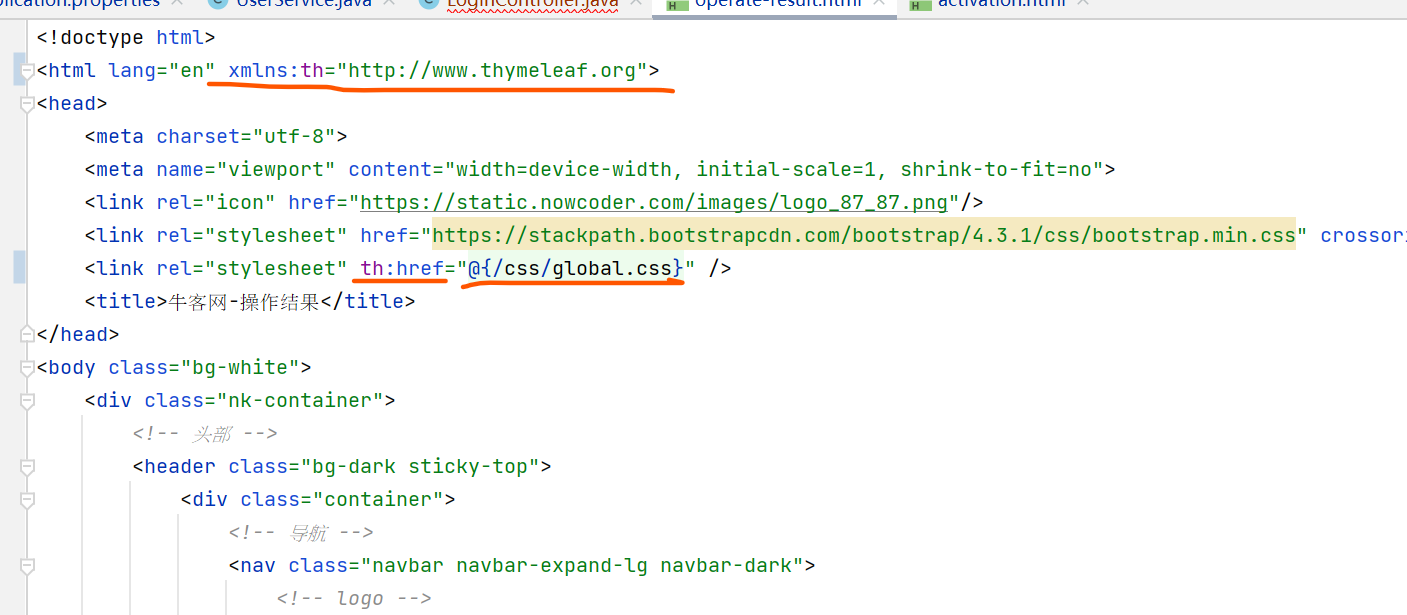 plication.properties UserService.java LoginController.java operate-result.html activation.html
<!doctype html>
<html lang="en" xmlns:th="http://www.thymeleaf.org">
<head>
<meta charset="utf-8">
<meta name="viewport" content="width=device-width, initial-scale=1, shrink-to-fit=no">
<link rel="icon" href="https://static.nowcoder.com/images/logo_87_87.png"/>
<link rel="stylesheet" href="https://stackpath.bootstrapcdn.com/bootstrap/4.3.1/css/bootstrap.min.css" crossori
<link rel="stylesheet" th:href="@{/css/global.css}" />
<title>牛客网-操作结果</title>
</head>
<body class="bg-white">
<div class="nk-container">
<!-- 头部 -->
<header class="bg-dark sticky-top">
<div class="container">
<!-- 导航 -->
<nav class="navbar navbar-expand-lg navbar-dark">
<!-- logo -->